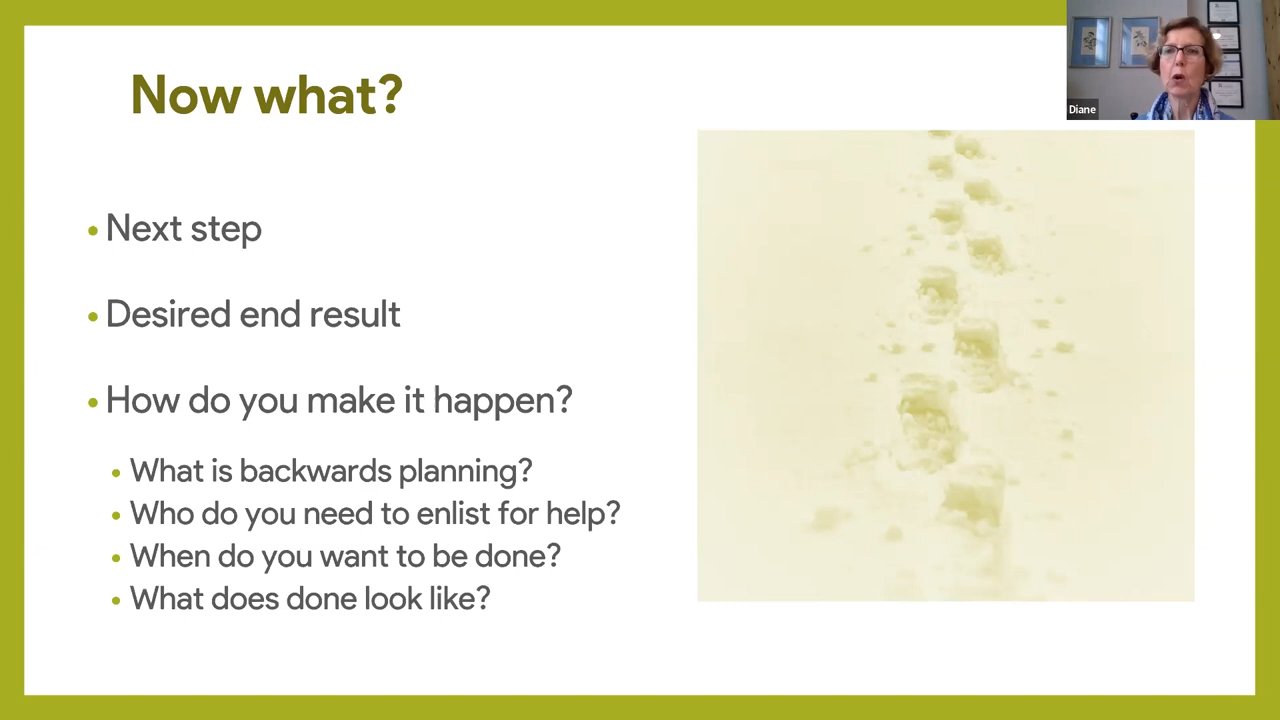 Now what?
Diane
• Next step
• Desired end result
• How do you make it happen?
• What is backwards planning?
• Who do you need to enlist for help?
• When do you want to be done?
• What does done look like?